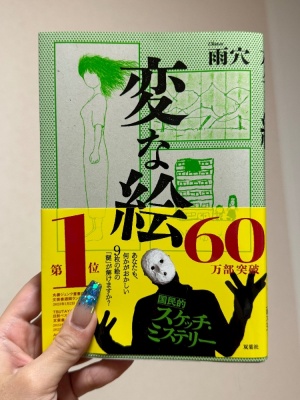 雨穴
変な絵
第1位
60
万部突破
あなたも、
何かがおかしい
9枚の絵の
「謎」が解けますか?
国民的
スケッチ・
ミステリー
双葉社